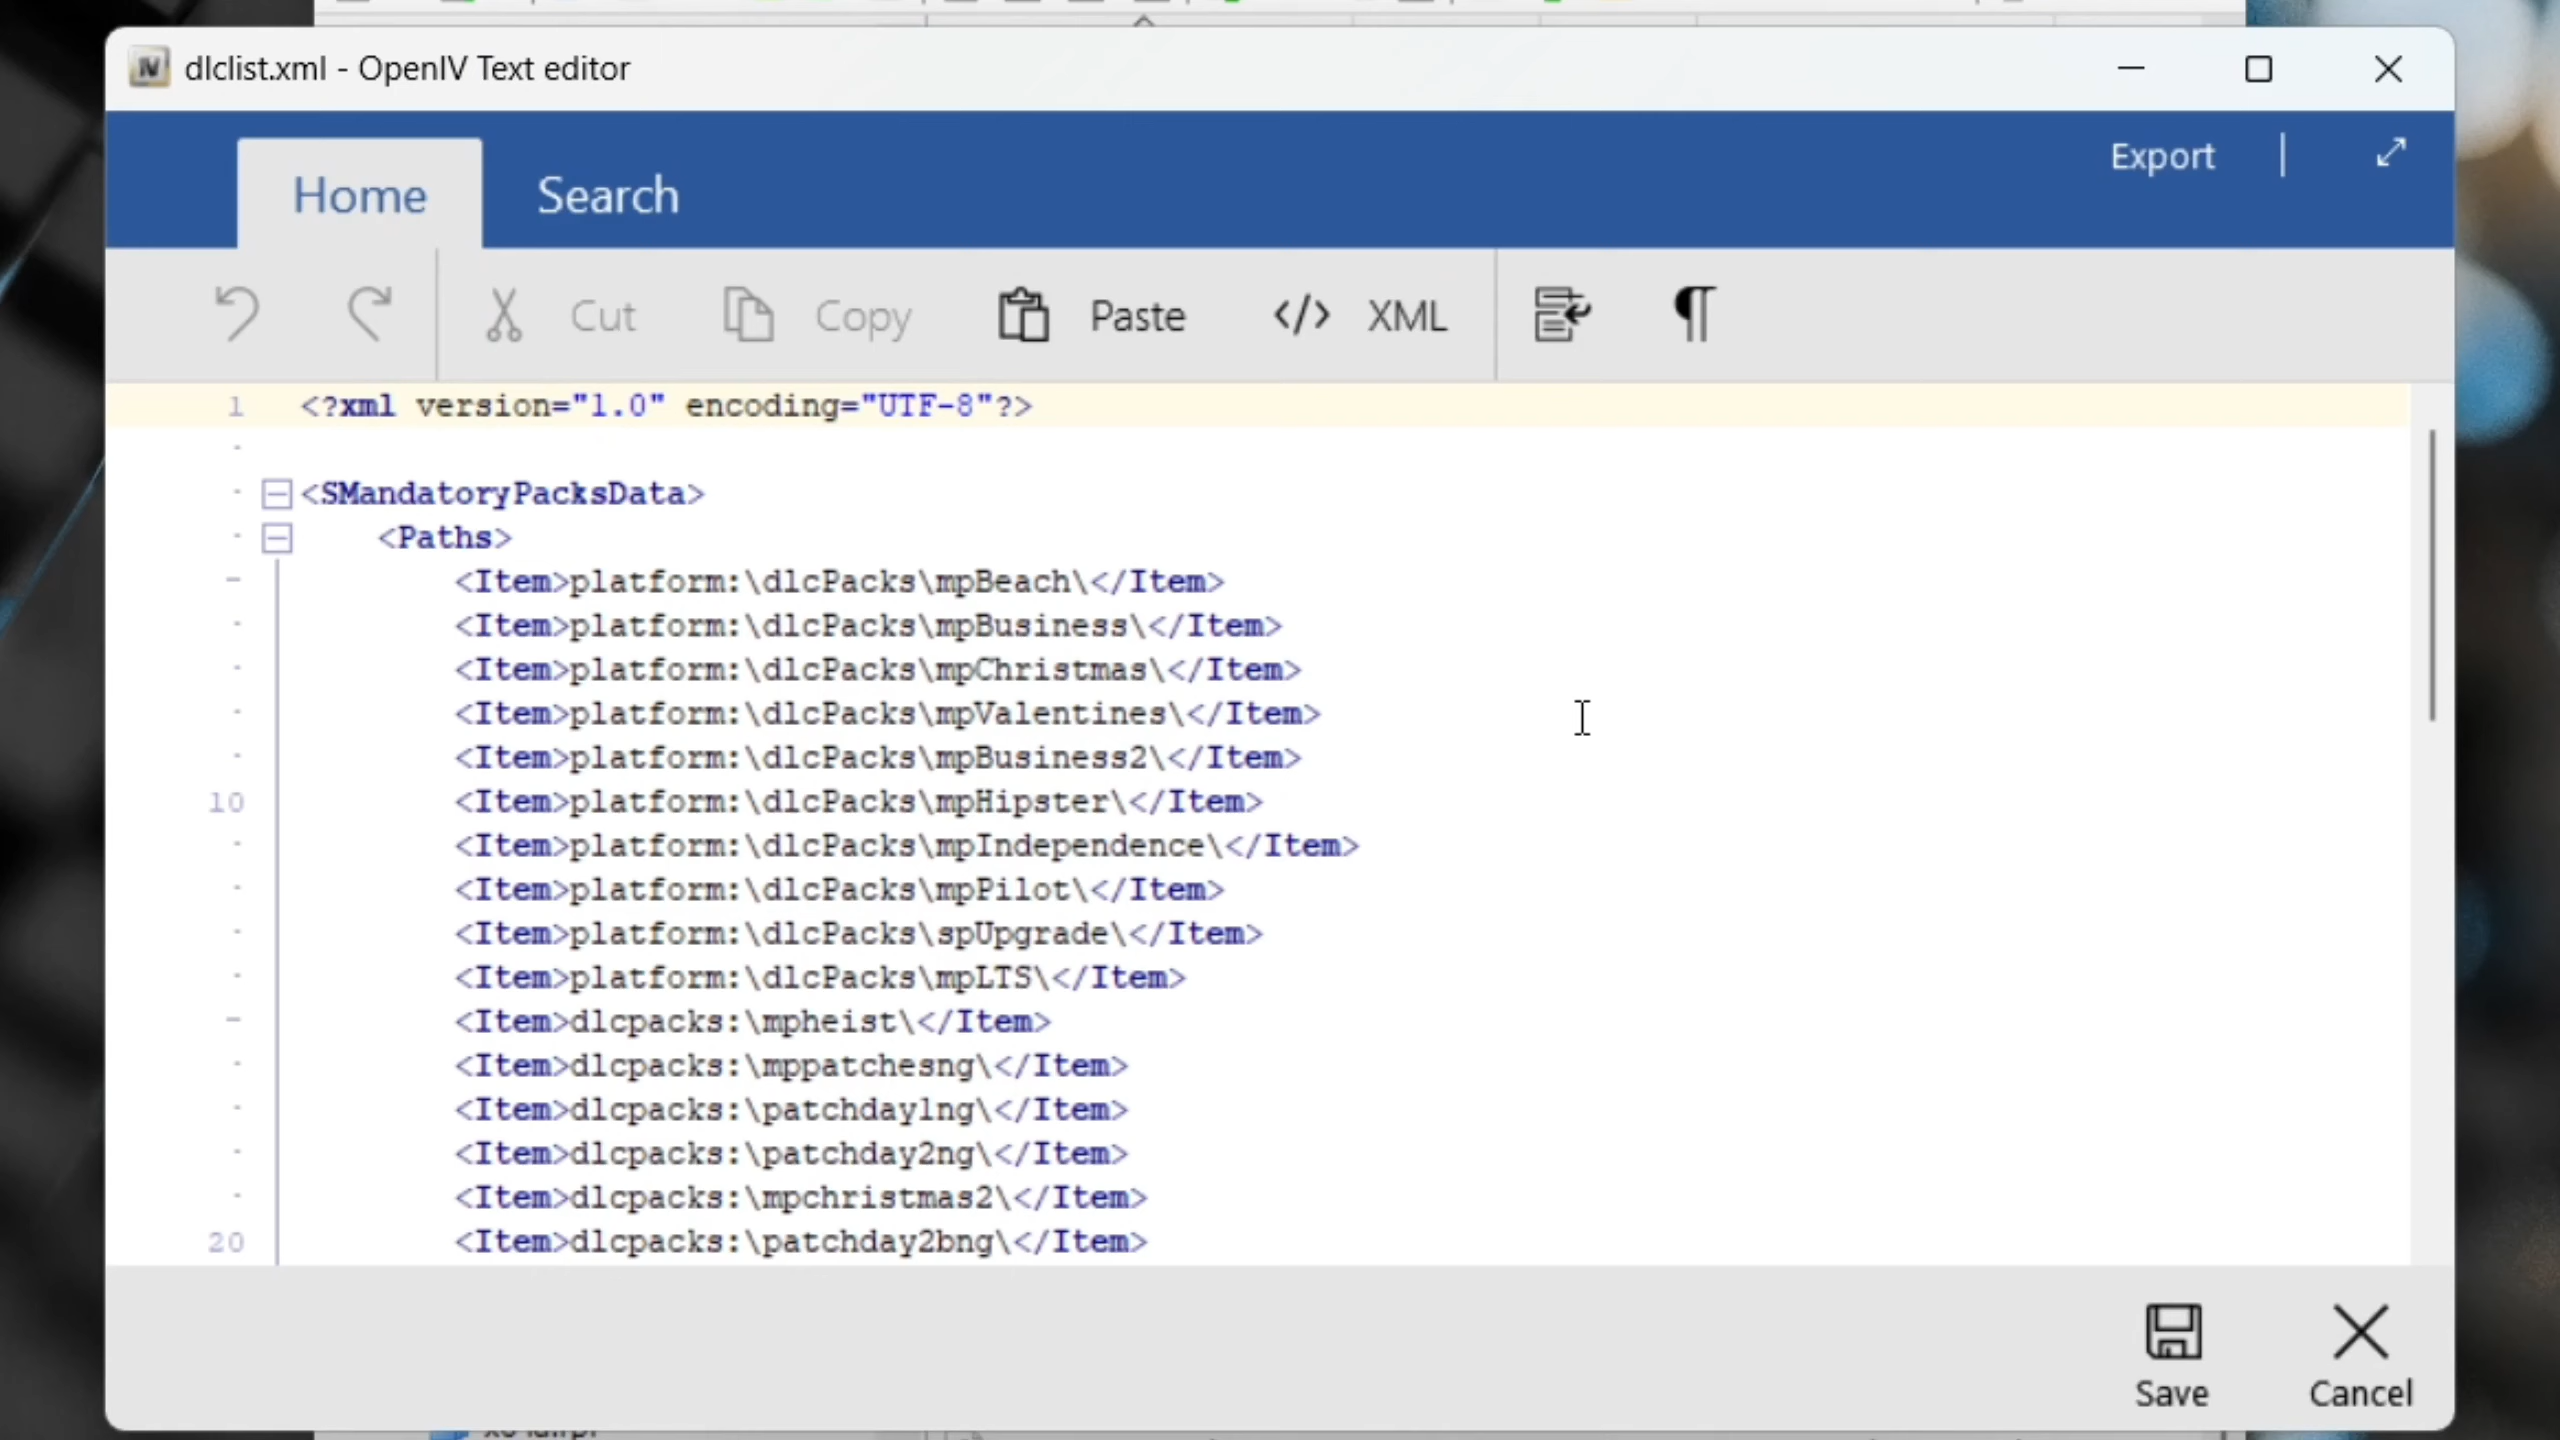 dlclist.xml - OpenIV Text editor
Export
Home Search
Cut Copy Paste </> XML
1 <?xml version="1.0" encoding="UTF-8"?>
<SMandatoryPacksData>
<Paths>
<Item>platform:\dlcPacks\mpBeach\</Item>
<Item>platform:\dlcPacks\mpBusiness\</Item>
<Item>platform:\dlcPacks\mpChristmas\</Item>
<Item>platform:\dlcPacks\mpValentines\</Item>
<Item>platform:\dlcPacks\mpBusiness2\</Item>
10 <Item>platform:\dlcPacks\mpHipster\</Item>
<Item>platform:\dlcPacks\mpIndependence\</Item>
<Item>platform:\dlcPacks\mpPilot\</Item>
<Item>platform:\dlcPacks\spUpgrade\</Item>
<Item>platform:\dlcPacks\mpLTS\</Item>
<Item>dlcpacks:\mpheist\</Item>
<Item>dlcpacks:\mppatchesng\</Item>
<Item>dlcpacks:\patchday1ng\</Item>
<Item>dlcpacks:\patchday2ng\</Item>
<Item>dlcpacks:\mpchristmas2\</Item>
20 <Item>dlcpacks:\patchday2bng\</Item>
Save Cancel